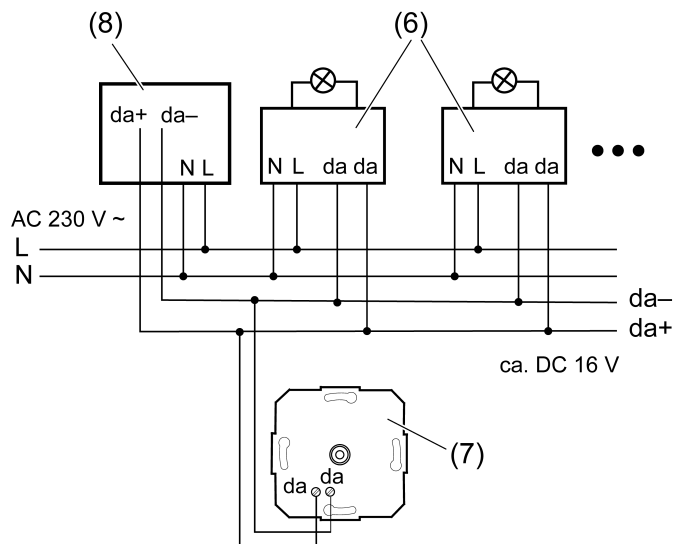 (8) (6)
da+ da–
N L
N L da da
N L da da
AC 230 V ~
L
N
da–
da+
ca. DC 16 V
(7)
da da